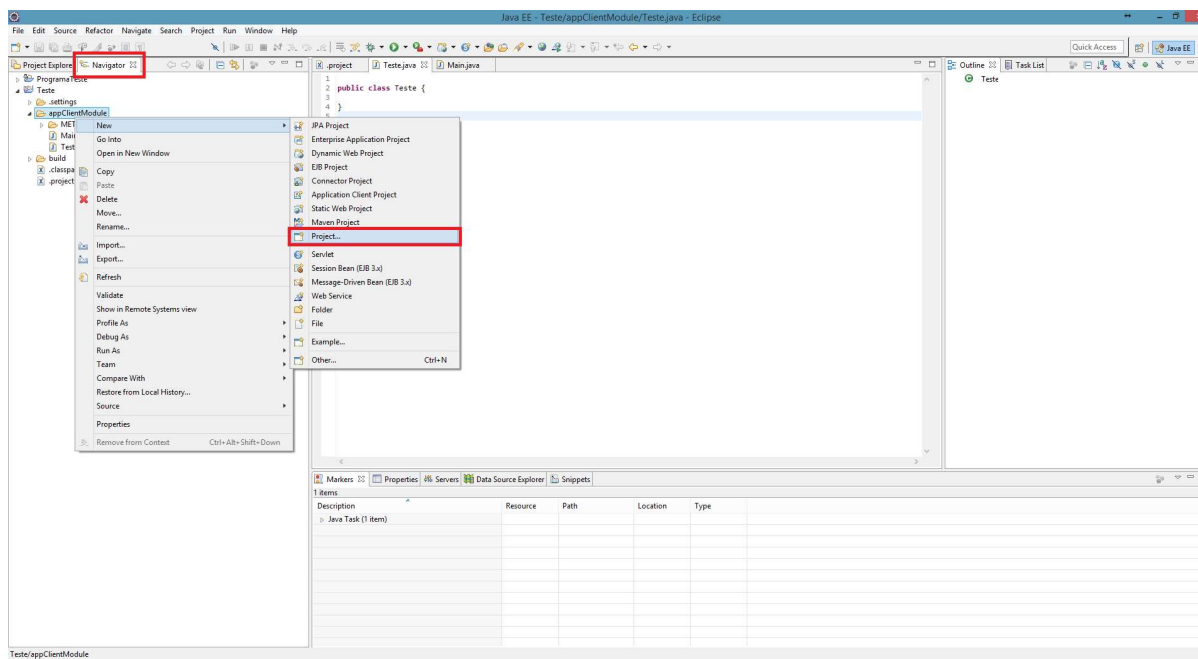 Java EE - Teste/appClientModule/Teste.java - Eclipse
File Edit Source Refactor Navigate Search Project Run Window Help
Quick Access
Java EE
Project Explore
Navigator
.project
Teste.java
Main.java
Outline
Task List
ProgramaTeste
Teste
.settings
appClientModule
MET
Mai
Test
build
.classpa
.project
1
2 public class Teste {
3
4 }
5
Teste
New
Go Into
Open in New Window
Copy
Paste
Delete
Move...
Rename...
Import...
Export...
Refresh
Validate
Show in Remote Systems view
Profile As
Debug As
Run As
Team
Compare With
Restore from Local History...
Source
Properties
Remove from Context Ctrl+Alt+Shift+Down
JPA Project
Enterprise Application Project
Dynamic Web Project
EJB Project
Connector Project
Application Client Project
Static Web Project
Maven Project
Project...
Servlet
Session Bean (EJB 3.x)
Message-Driven Bean (EJB 3.x)
Web Service
Folder
File
Example...
Other... Ctrl+N
Markers Properties Servers Data Source Explorer Snippets
1 items
Description Resource Path Location Type
Java Task (1 item)
Teste/appClientModule